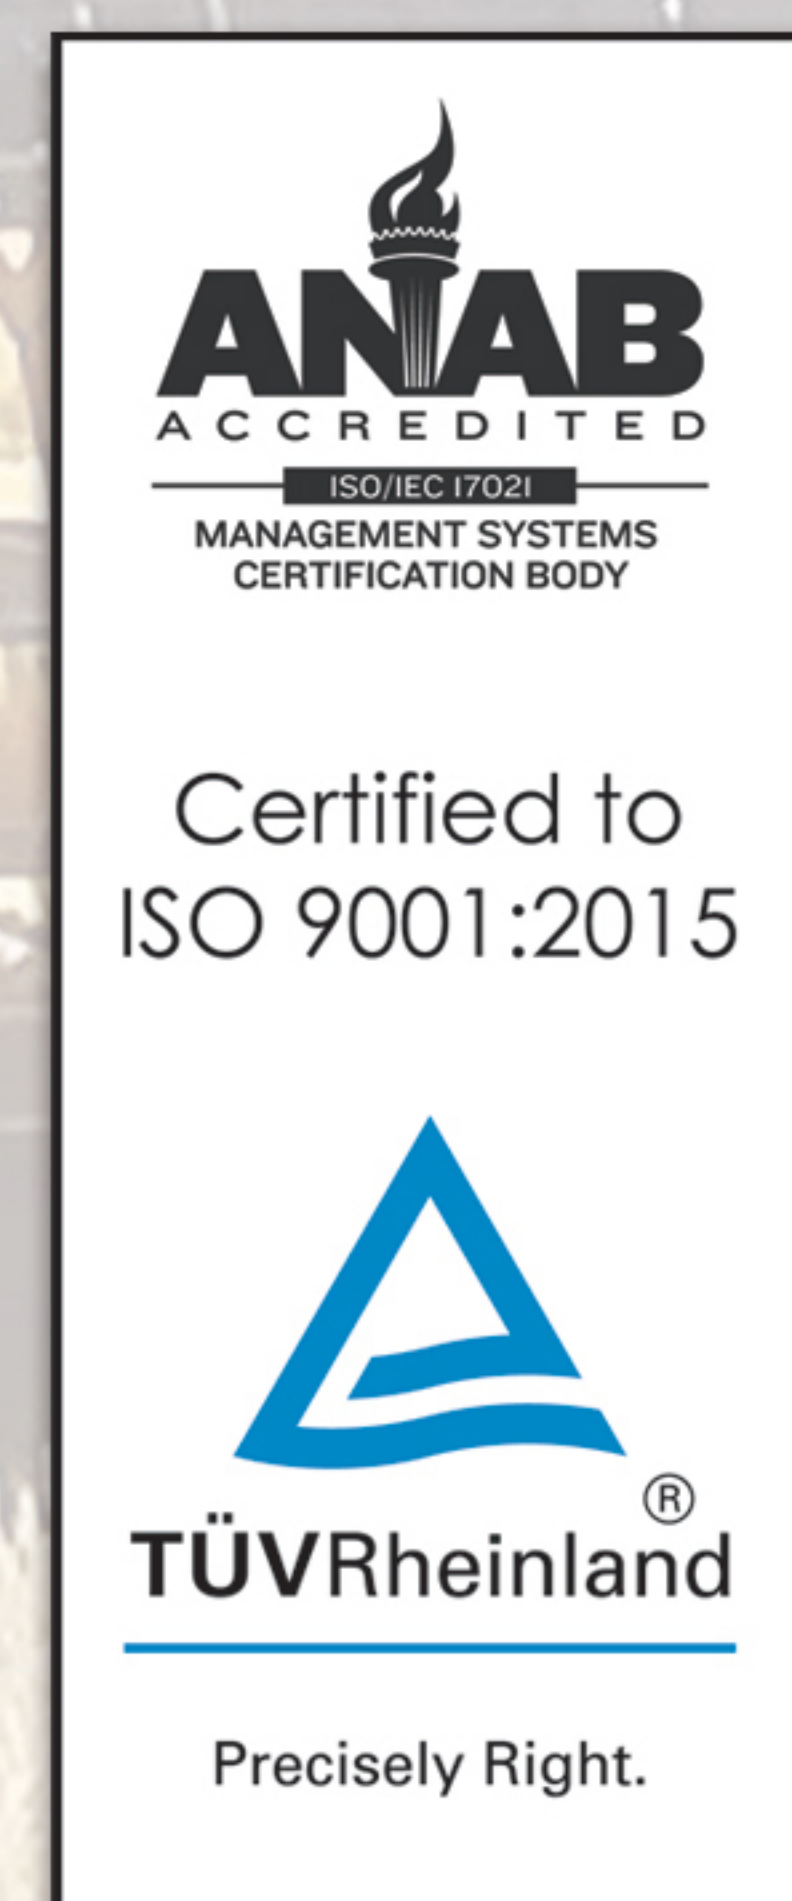 ANAB
ACCREDITED
ISO/IEC 17021
MANAGEMENT SYSTEMS
CERTIFICATION BODY
Certified to
ISO 9001:2015
®
TÜVRheinland
Precisely Right.